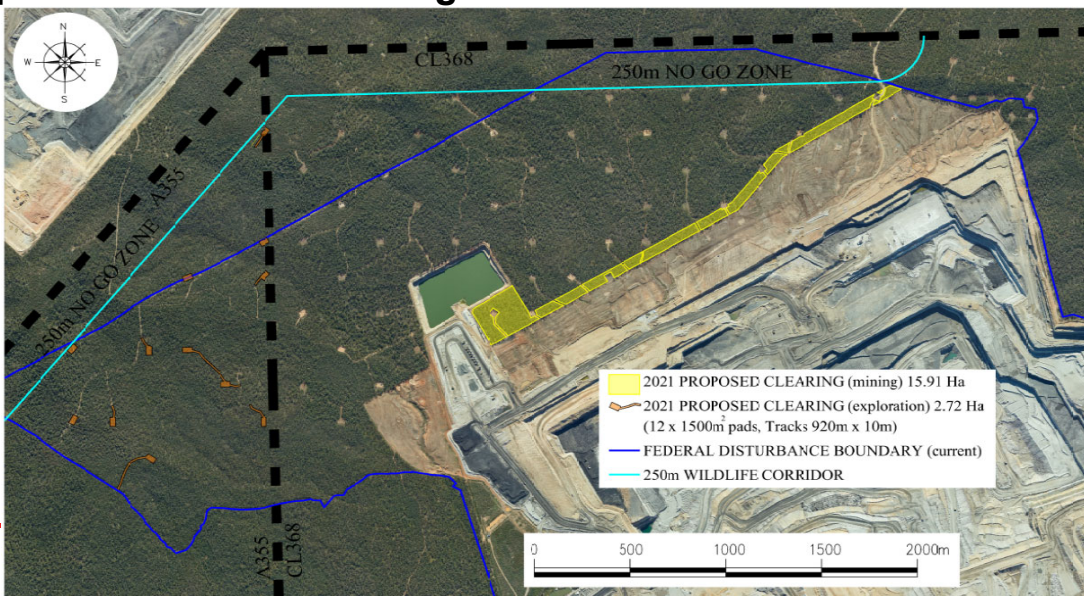 N
W E
S
CL368
250m NO GO ZONE
250m NO GO ZONE A355
2021 PROPOSED CLEARING (mining) 15.91 Ha
2021 PROPOSED CLEARING (exploration) 2.72 Ha
(12 x 1500m² pads, Tracks 920m x 10m)
FEDERAL DISTURBANCE BOUNDARY (current)
250m WILDLIFE CORRIDOR
A355
CL368
0 500 1000 1500 2000m